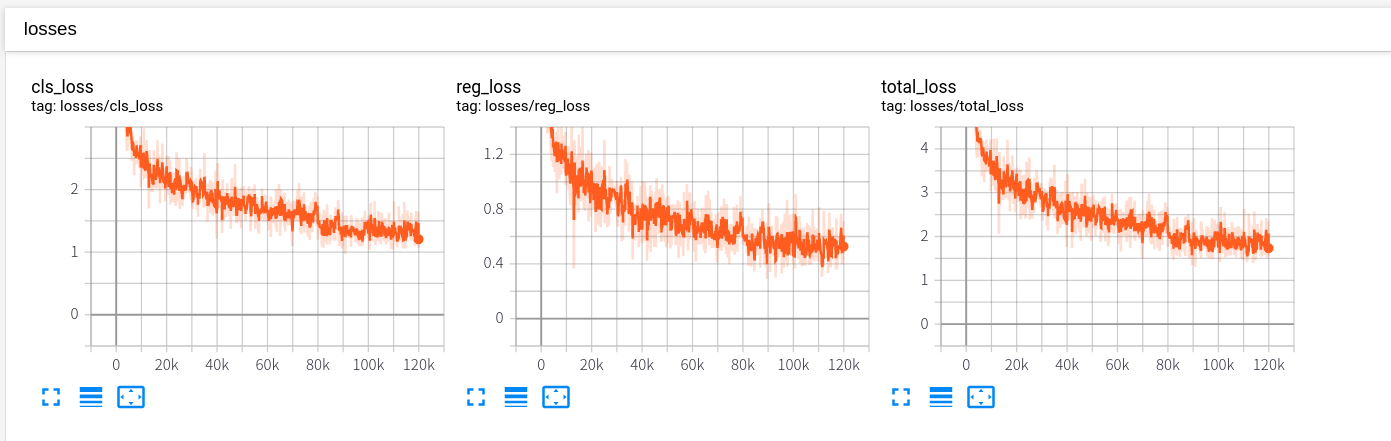 losses
cls_loss
tag: losses/cls_loss
2
1
0
0 20k 40k 60k 80k 100k 120k
reg_loss
tag: losses/reg_loss
1.2
0.8
0.4
0
0 20k 40k 60k 80k 100k 120k
total_loss
tag: losses/total_loss
4
3
2
1
0
0 20k 40k 60k 80k 100k 120k